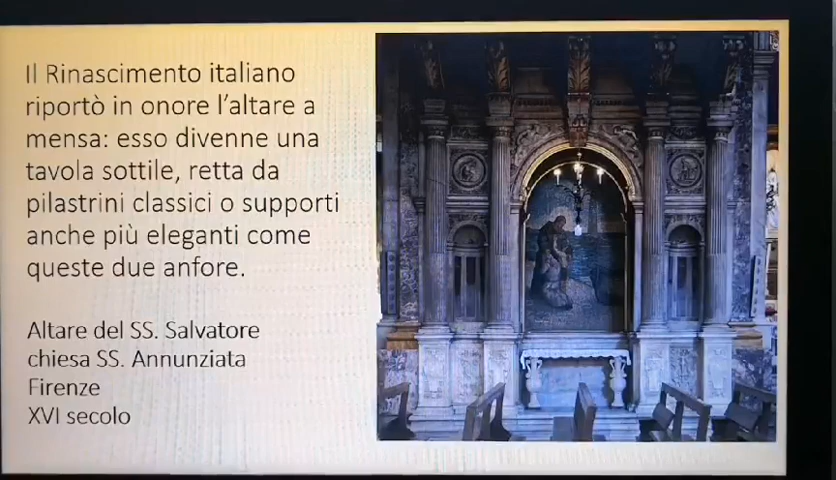 Il Rinascimento italiano
riportò in onore l'altare a
mensa: esso divenne una
tavola sottile, retta da
pilastrini classici o supporti
anche più eleganti come
queste due anfore.
Altare del SS. Salvatore
chiesa SS. Annunziata
Firenze
XVI secolo